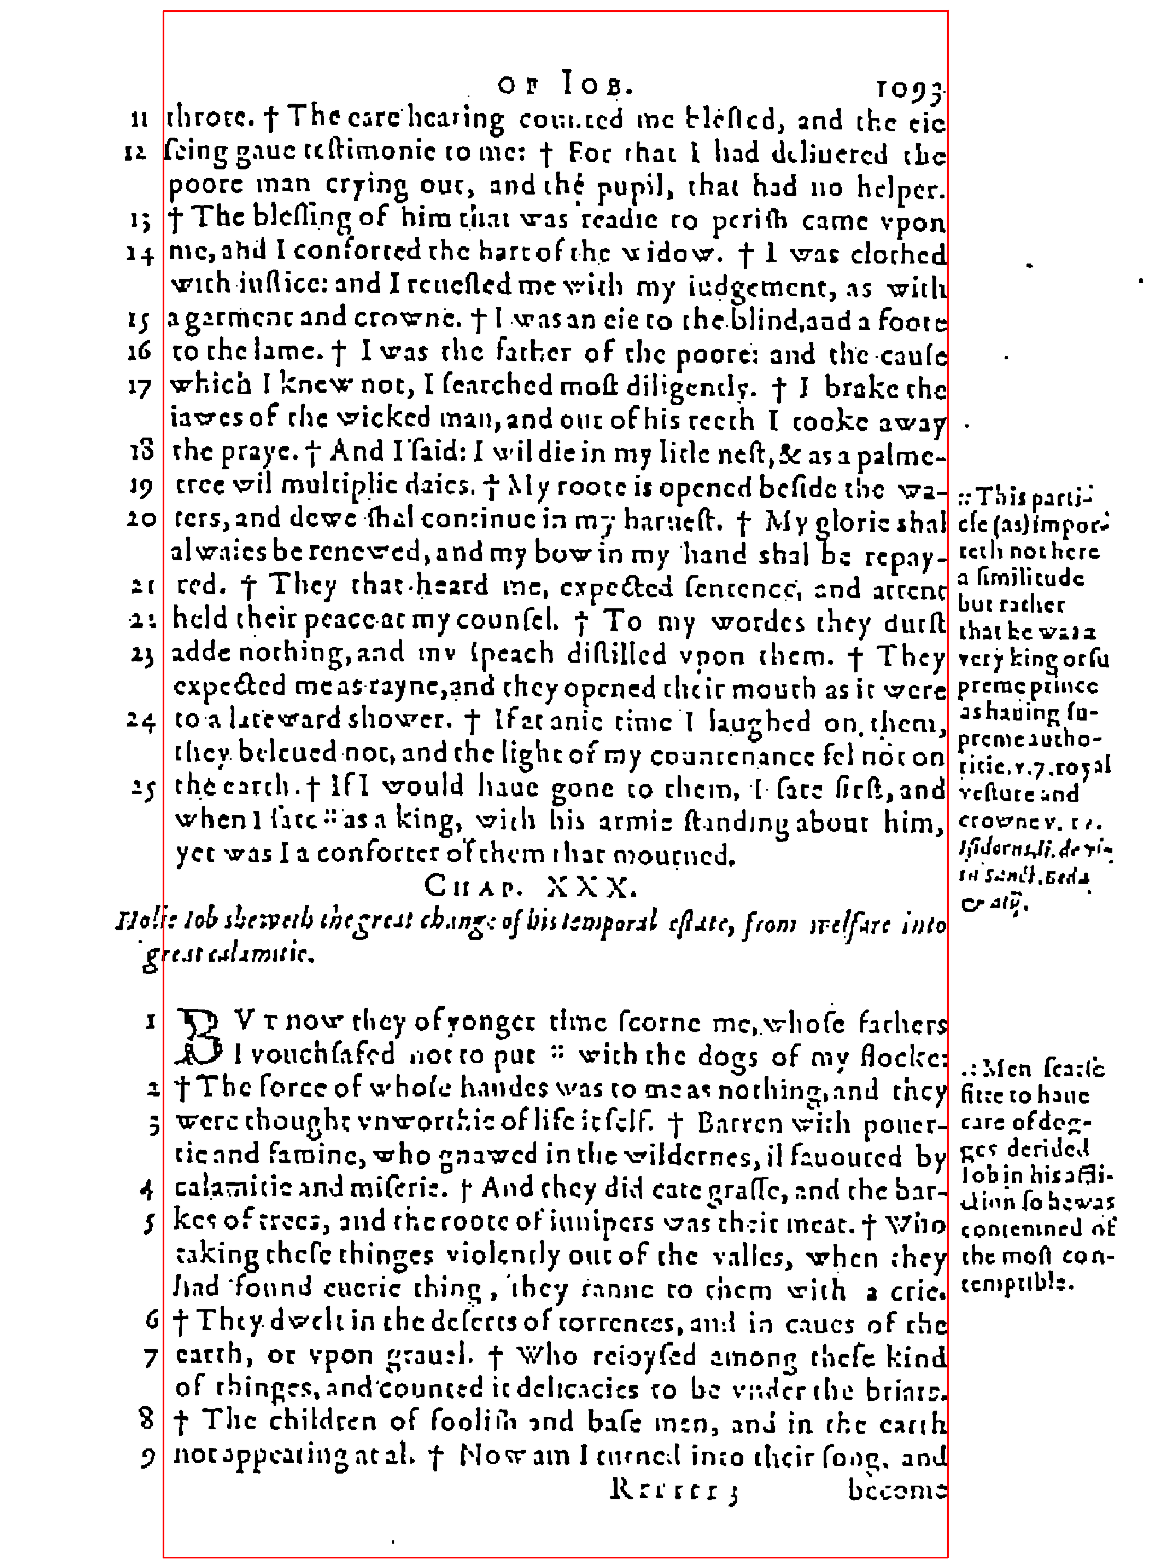 OF IOB. 1093
11 throte. † The eare hearing counted me blessed, and the eie
12 ſeing gaue teſtimonie to me: † For that I had deliuered the
poore man crying out, and the pupil, that had no helper.
13 † The bleſſing of him that was readie to periſh came vpon
14 me, and I conforted the hart of the widow. † I was clothed
with iuſtice: and I reueſted me with my iudgement, as with
15 a garment and crowne. † I was an eie to the blind, and a foote
16 to the lame. † I was the father of the poore: and the cauſe
17 which I knew not, I ſearched moſt diligently. † I brake the
iawes of the wicked man, and out of his teeth I tooke away
18 the praye. † And I ſaid: I wil die in my litle neſt, & as a palme-
19 tree wil multiplie daies. † My roote is opened beſide the wa-
20 ters, and dewe ſhal continue in my harueſt. † My glorie shal
alwaies be renewed, and my bow in my hand shal be repay-
21 red. † They that heard me, expected ſentence, and attent
22 held their peace at my counſel. † To my wordes they durſt
23 adde nothing, and my ſpeach diſtilled vpon them. † They
expected me as rayne, and they opened their mouth as it were
24 to a lateward shower. † If at anie time I laughed on them,
they beleued not, and the light of my countenance fel not on
25 the earth. † If I would haue gone to them, I ſate firſt, and
when I ſate :: as a king, with his armie ſtanding about him,
yet was I a conforter of them that mourned.
:: This parti-
cle (as) impor-
teth not here
a ſimilitude
but rather
that he was a
very king or ſu
preme prince
as hauing ſu-
preme autho-
ritie. v. 7. royal
veſture and
crowne v.
Iſidorus, li. de vi-
ta Sanct. Beda
& alij.
CHAP. XXX.
Holie Iob sheweth the great change of his temporal eſtate, from welfare into
great calamitie.
1 BVT now they of yonger time ſcorne me, whoſe fathers
I vouchſafed not to put :: with the dogs of my flocke:
2 † The force of whoſe handes was to me as nothing, and they
3 were thought vnworthie of life itſelf. † Barren with pouer-
tie and famine, who gnawed in the wildernes, il fauoured by
4 calamitie and miſerie. † And they did eate graſſe, and the bar-
5 kes of trees, and the roote of iunipers was their meat. † Who
taking theſe thinges violently out of the valles, when they
had found euerie thing, they ranne to them with a crie.
6 † They dwelt in the deſerts of torrentes, and in caues of the
7 earth, or vpon grauel. † Who reioyſed among theſe kind
of thinges, and counted it delicacies to be vnder the briars.
8 † The children of fooliſh and baſe men, and in the earth
9 not appearing at al. † Now am I turned into their ſong, and
:: Men ſcarſe
fitte to haue
care of dog-
ges derided
Iob in his affli-
ction ſo he was
contemned of
the moſt con-
temptible.
Rrrrrr 3 become